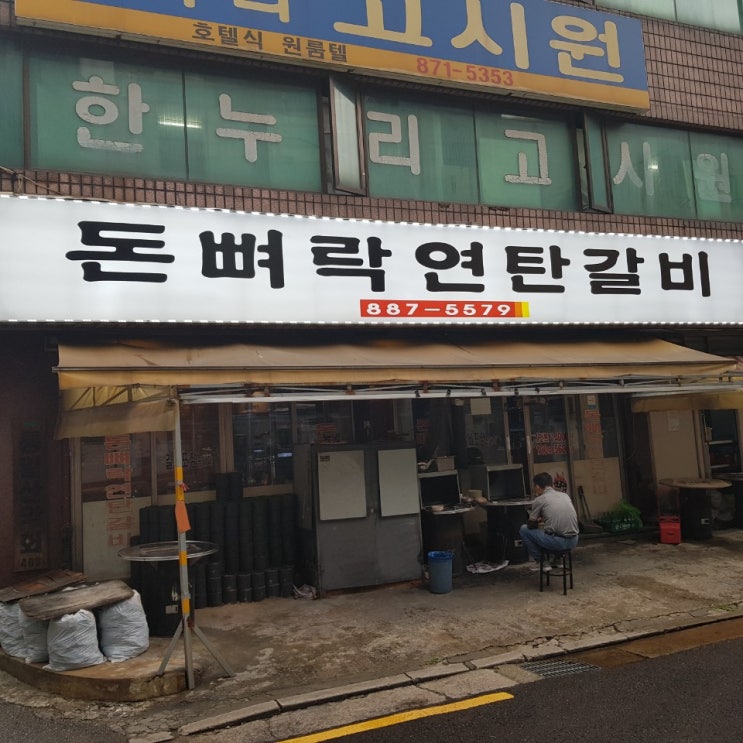 고시원
호텔식 원룸텔
871-5353
한누리고시원
돈뼈락연탄갈비
887-5579